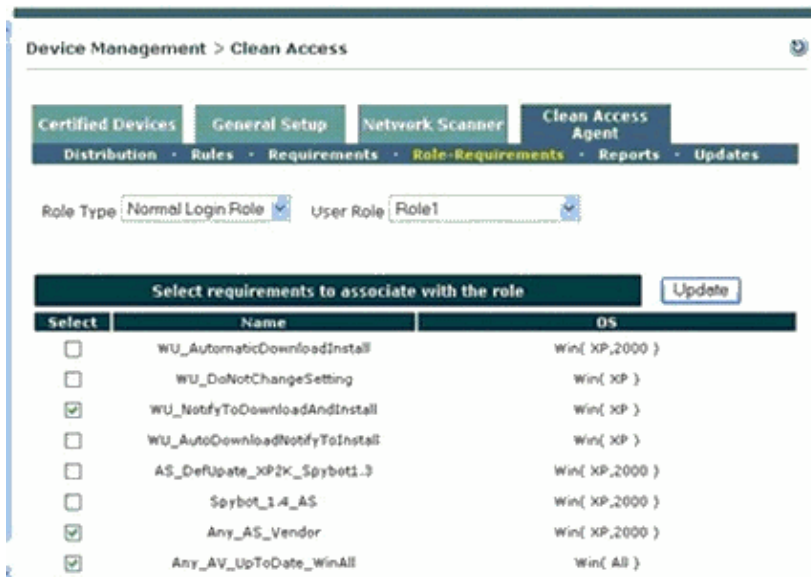 Device Management > Clean Access
Certified Devices General Setup Network Scanner Clean Access Agent
Distribution · Rules · Requirements · Role-Requirements · Reports · Updates
Role Type Normal Login Role User Role Role1
Select requirements to associate with the role Update
Select Name OS
WU_AutomaticDownloadInstall Win( XP,2000 )
WU_DoNotChangeSetting Win( XP )
WU_NotifyToDownloadAndInstall Win( XP )
WU_AutoDownloadNotifyToInstall Win( XP )
AS_DefUpate_XP2K_Spybot1.3 Win( XP,2000 )
Spybot_1.4_AS Win( XP,2000 )
Any_AS_Vendor Win( XP,2000 )
Any_AV_UpToDate_WinAll Win( All )